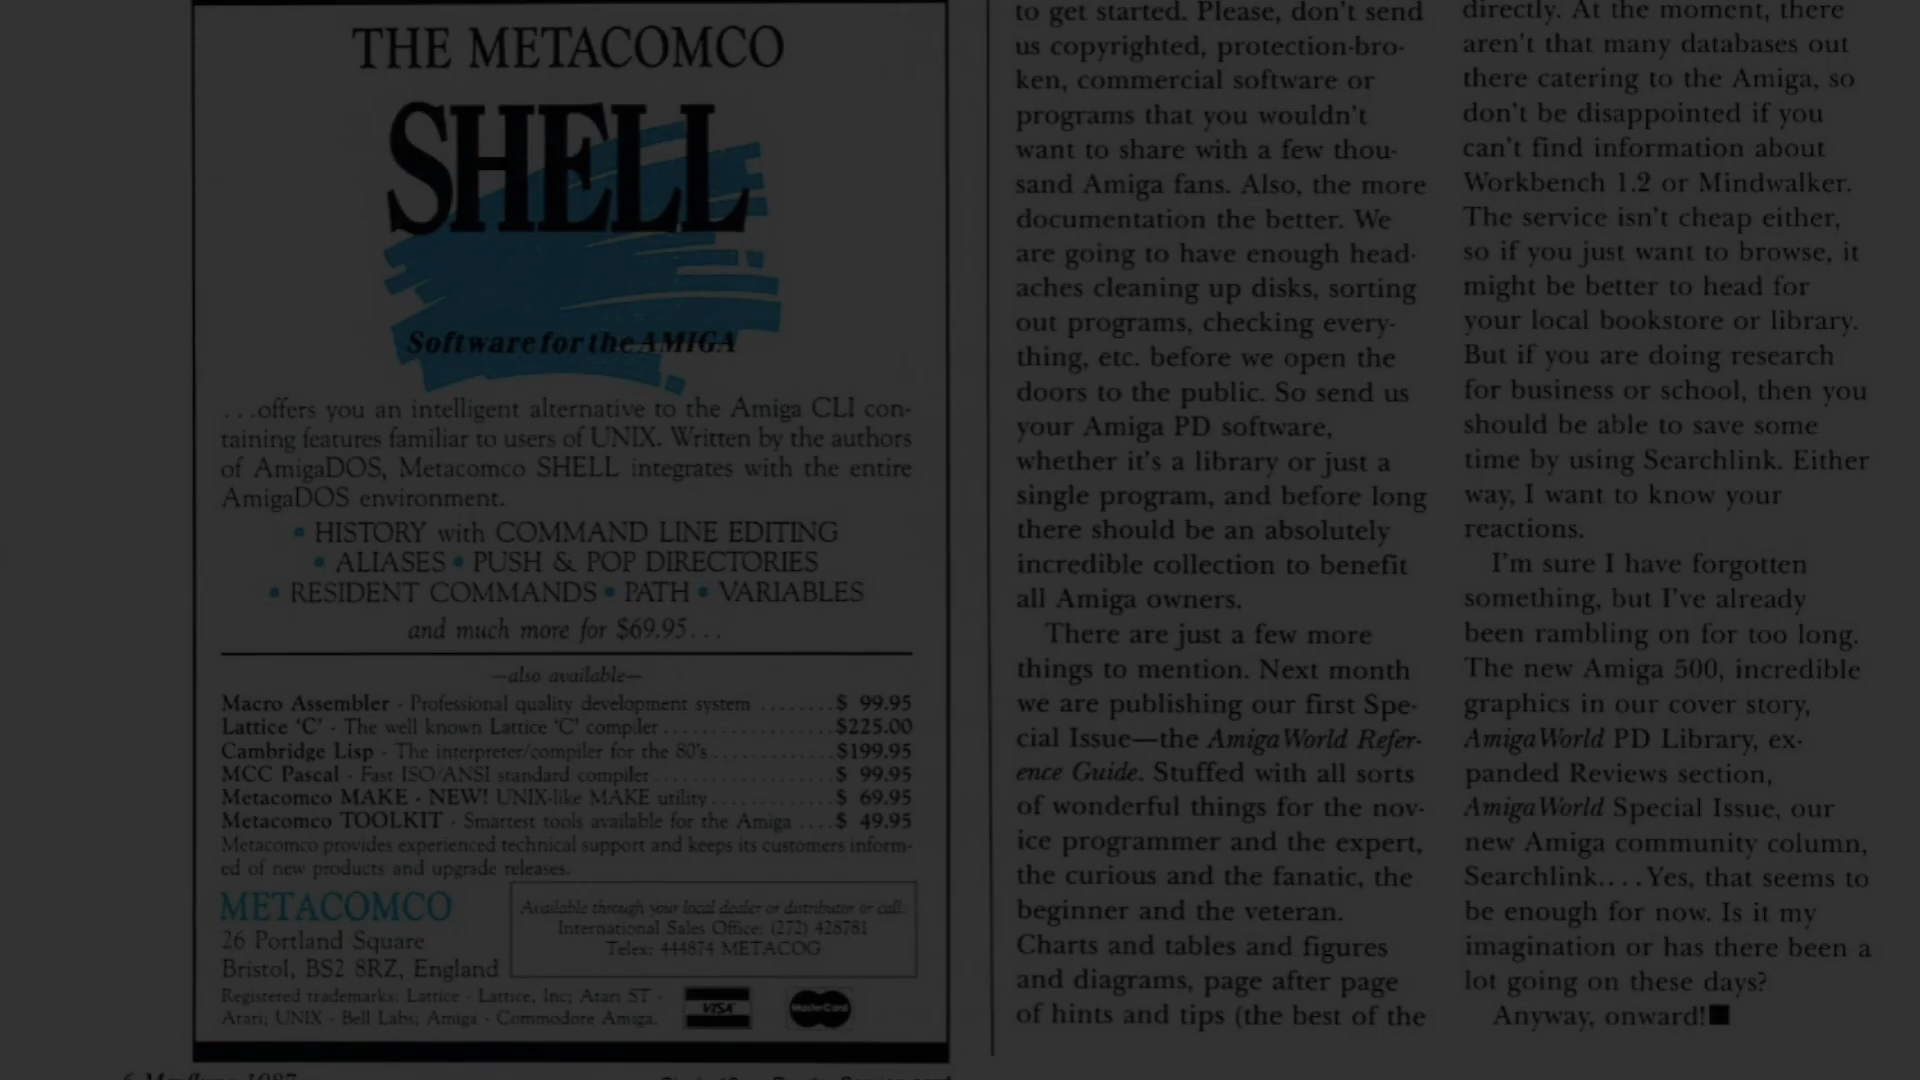 THE METACOMCO
SHELL
Software for the AMIGA
. . .offers you an intelligent alternative to the Amiga CLI con-
taining features familiar to users of UNIX. Written by the authors
of AmigaDOS, Metacomco SHELL integrates with the entire
AmigaDOS environment.
• HISTORY with COMMAND LINE EDITING
• ALIASES • PUSH & POP DIRECTORIES
• RESIDENT COMMANDS • PATH • VARIABLES
and much more for $69.95. . .
—also available—
Macro Assembler - Professional quality development system ........$ 99.95
Lattice ‘C’ - The well known Lattice ‘C’ compiler ....................$225.00
Cambridge Lisp - The interpreter/compiler for the 80's ..............$199.95
MCC Pascal - Fast ISO/ANSI standard compiler .....................$ 99.95
Metacomco MAKE - NEW! UNIX-like MAKE utility ..............$ 69.95
Metacomco TOOLKIT - Smartest tools available for the Amiga ....$ 49.95
Metacomco provides experienced technical support and keeps its customers inform-
ed of new products and upgrade releases.
METACOMCO
26 Portland Square
Bristol, BS2 8RZ, England
Available through your local dealer or distributor or call.
International Sales Office: (272) 428781
Telex: 444874 METACOG
Registered trademarks: Lattice - Lattice, Inc; Atari ST -
Atari; UNIX - Bell Labs; Amiga - Commodore Amiga.
VISA
MasterCard
to get started. Please, don't send
us copyrighted, protection-bro-
ken, commercial software or
programs that you wouldn't
want to share with a few thou-
sand Amiga fans. Also, the more
documentation the better. We
are going to have enough head-
aches cleaning up disks, sorting
out programs, checking every-
thing, etc. before we open the
doors to the public. So send us
your Amiga PD software,
whether it's a library or just a
single program, and before long
there should be an absolutely
incredible collection to benefit
all Amiga owners.
There are just a few more
things to mention. Next month
we are publishing our first Spe-
cial Issue—the AmigaWorld Refer-
ence Guide. Stuffed with all sorts
of wonderful things for the nov-
ice programmer and the expert,
the curious and the fanatic, the
beginner and the veteran.
Charts and tables and figures
and diagrams, page after page
of hints and tips (the best of the
directly. At the moment, there
aren't that many databases out
there catering to the Amiga, so
don't be disappointed if you
can't find information about
Workbench 1.2 or Mindwalker.
The service isn't cheap either,
so if you just want to browse, it
might be better to head for
your local bookstore or library.
But if you are doing research
for business or school, then you
should be able to save some
time by using Searchlink. Either
way, I want to know your
reactions.
I'm sure I have forgotten
something, but I've already
been rambling on for too long.
The new Amiga 500, incredible
graphics in our cover story,
AmigaWorld PD Library, ex-
panded Reviews section,
AmigaWorld Special Issue, our
new Amiga community column,
Searchlink.. . . Yes, that seems to
be enough for now. Is it my
imagination or has there been a
lot going on these days?
Anyway, onward!■